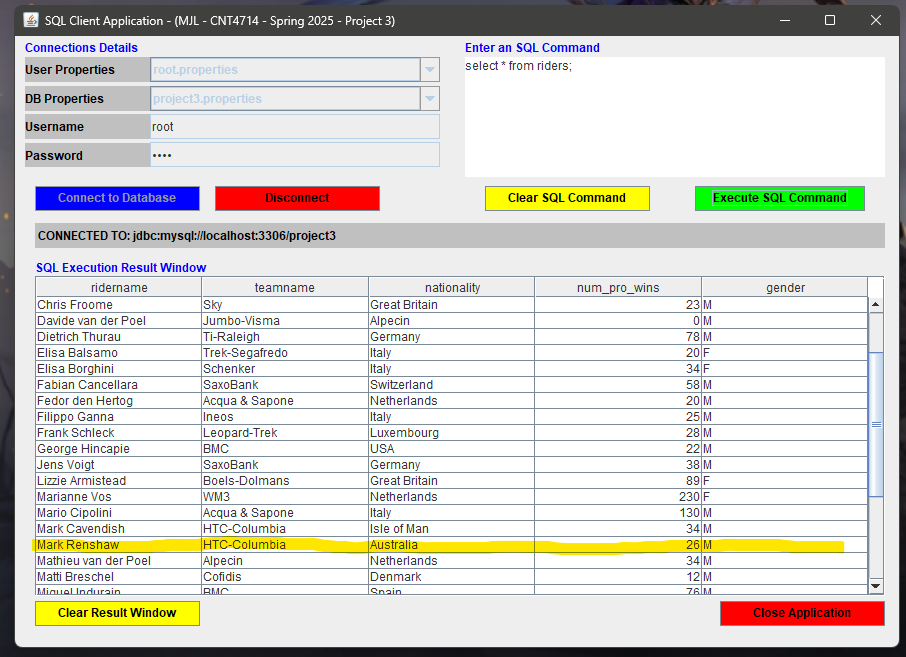 SQL Client Application - (MJL - CNT4714 - Spring 2025 - Project 3)
Connections Details
Enter an SQL Command
User Properties root.properties
select * from riders;
DB Properties project3.properties
Username root
Password ••••
Connect to Database Disconnect Clear SQL Command Execute SQL Command
CONNECTED TO: jdbc:mysql://localhost:3306/project3
SQL Execution Result Window
ridername teamname nationality num_pro_wins gender
Chris Froome Sky Great Britain 23 M
Davide van der Poel Jumbo-Visma Alpecin 0 M
Dietrich Thurau Ti-Raleigh Germany 78 M
Elisa Balsamo Trek-Segafredo Italy 20 F
Elisa Borghini Schenker Italy 34 F
Fabian Cancellara SaxoBank Switzerland 58 M
Fedor den Hertog Acqua & Sapone Netherlands 20 M
Filippo Ganna Ineos Italy 25 M
Frank Schleck Leopard-Trek Luxembourg 28 M
George Hincapie BMC USA 22 M
Jens Voigt SaxoBank Germany 38 M
Lizzie Armistead Boels-Dolmans Great Britain 89 F
Marianne Vos WM3 Netherlands 230 F
Mario Cipolini Acqua & Sapone Italy 130 M
Mark Cavendish HTC-Columbia Isle of Man 34 M
Mark Renshaw HTC-Columbia Australia 26 M
Mathieu van der Poel Alpecin Netherlands 34 M
Matti Breschel Cofidis Denmark 12 M
Miguel Indurain BMC Spain 76 M
Clear Result Window Close Application